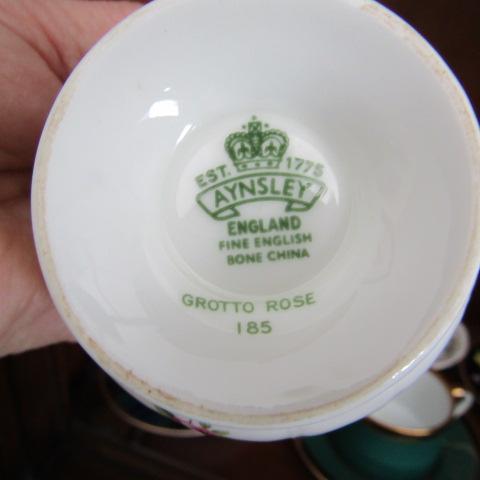 EST. 1775
AYNSLEY
ENGLAND
FINE ENGLISH
BONE CHINA
GROTTO ROSE
185